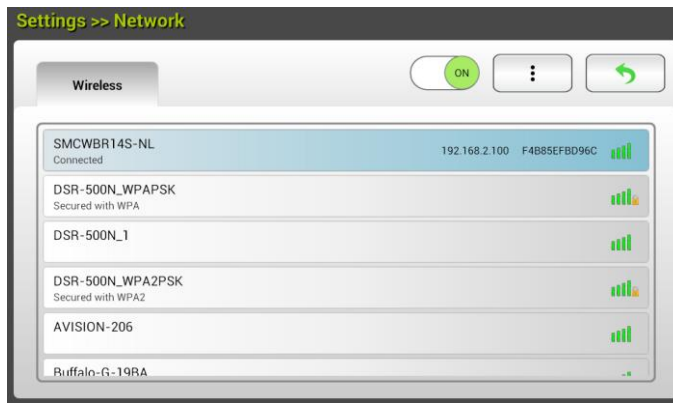 Settings >> Network
Wireless
ON
SMCWBR14S-NL
Connected
192.168.2.100 F4B85EFBD96C
DSR-500N_WPAPSK
Secured with WPA
DSR-500N_1
DSR-500N_WPA2PSK
Secured with WPA2
AVISION-206
Buffalo-G-19BA